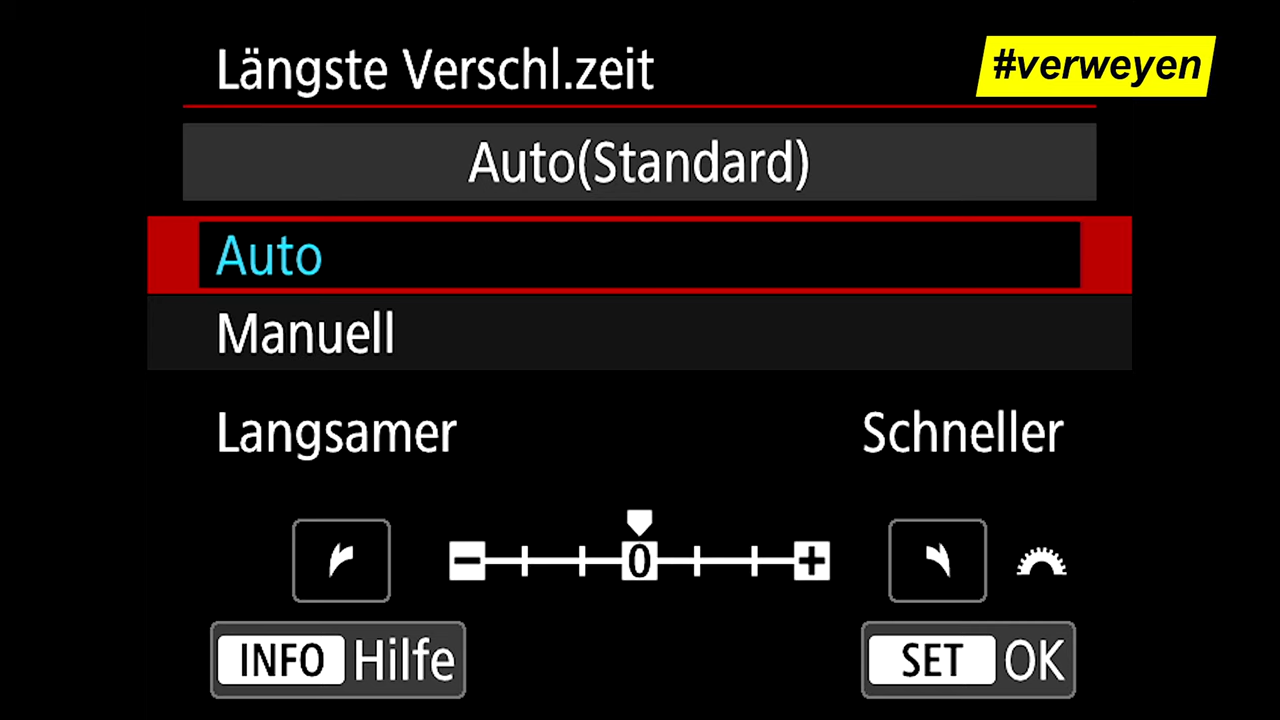 Längste Verschl.zeit
#verweyen
Auto(Standard)
Auto
Manuell
Langsamer Schneller
0
INFO Hilfe SET OK